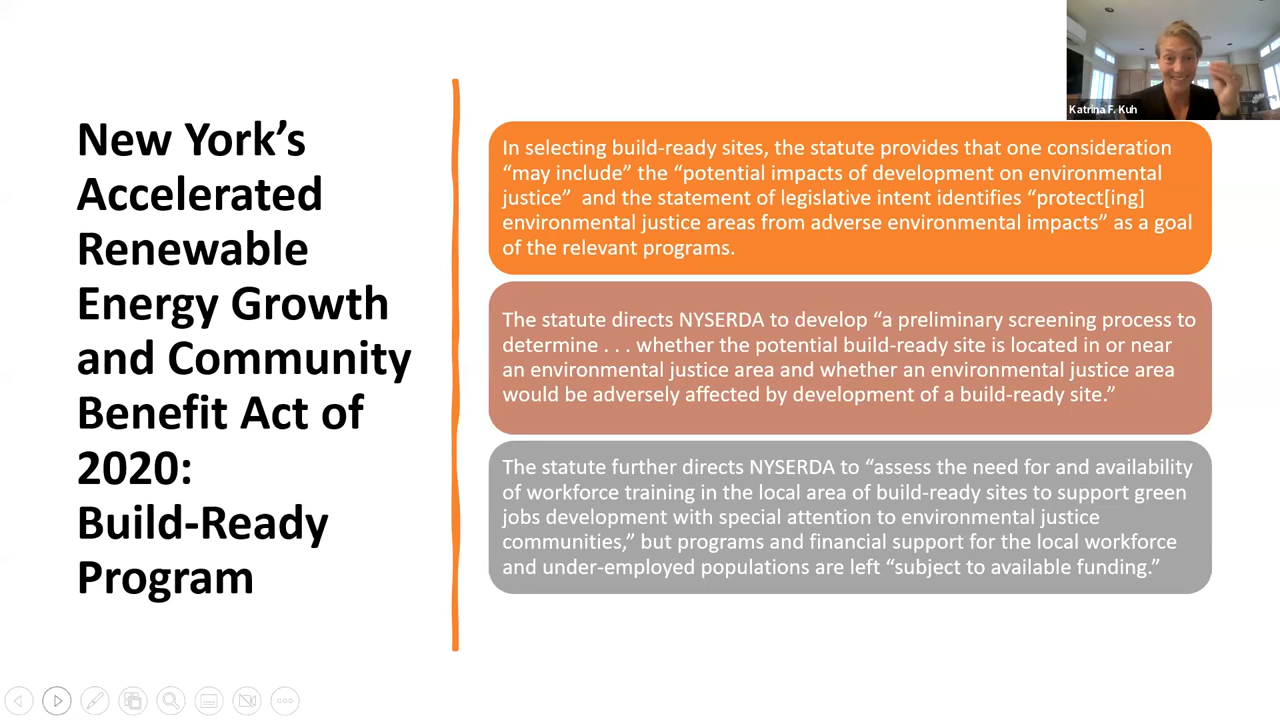 New York’s
Accelerated
Renewable
Energy Growth
and Community
Benefit Act of
2020:
Build-Ready
Program
Katrina F. Kuh
In selecting build-ready sites, the statute provides that one consideration
“may include” the “potential impacts of development on environmental
justice”  and the statement of legislative intent identifies “protect[ing]
environmental justice areas from adverse environmental impacts” as a goal
of the relevant programs.
The statute directs NYSERDA to develop “a preliminary screening process to
determine . . . whether the potential build-ready site is located in or near
an environmental justice area and whether an environmental justice area
would be adversely affected by development of a build-ready site.”
The statute further directs NYSERDA to “assess the need for and availability
of workforce training in the local area of build-ready sites to support green
jobs development with special attention to environmental justice
communities,” but programs and financial support for the local workforce
and under-employed populations are left “subject to available funding.”